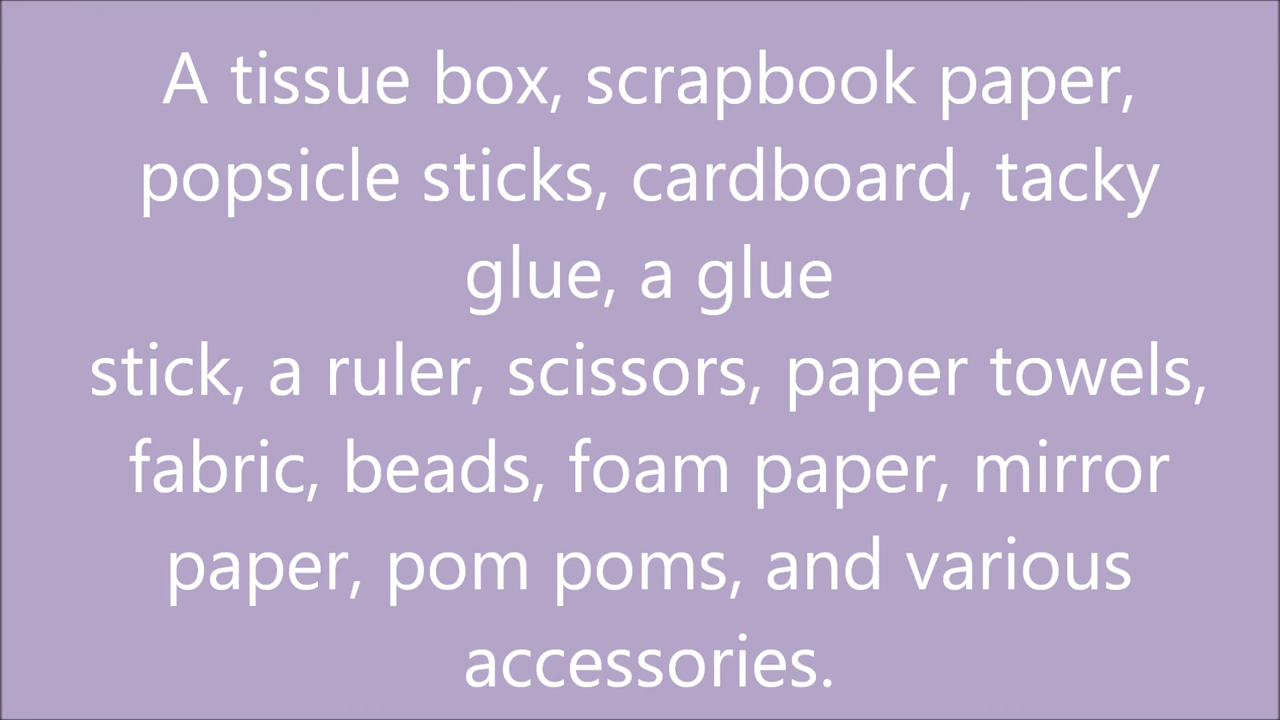 A tissue box, scrapbook paper,
popsicle sticks, cardboard, tacky
glue, a glue
stick, a ruler, scissors, paper towels,
fabric, beads, foam paper, mirror
paper, pom poms, and various
accessories.